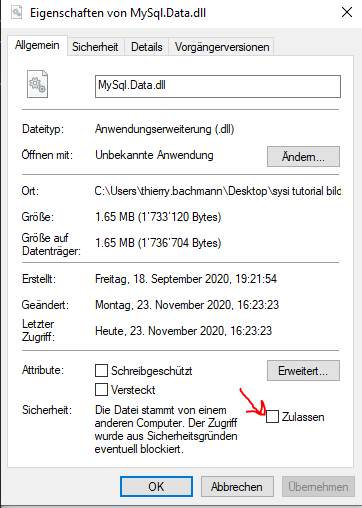 Eigenschaften von MySql.Data.dll
Allgemein Sicherheit Details Vorgängerversionen
MySql.Data.dll
Dateityp: Anwendungserweiterung (.dll)
Öffnen mit: Unbekannte Anwendung Ändern...
Ort: C:\Users\thierry.bachmann\Desktop\sysi tutorial bild
Größe: 1.65 MB (1'733'120 Bytes)
Größe auf
Datenträger: 1.65 MB (1'736'704 Bytes)
Erstellt: Freitag, 18. September 2020, 19:21:54
Geändert: Montag, 23. November 2020, 16:23:23
Letzter
Zugriff: Heute, 23. November 2020, 16:23:23
Attribute: Schreibgeschützt Erweitert...
Versteckt
Sicherheit: Die Datei stammt von einem
anderen Computer. Der Zugriff
wurde aus Sicherheitsgründen
eventuell blockiert.
Zulassen
OK Abbrechen Übernehmen